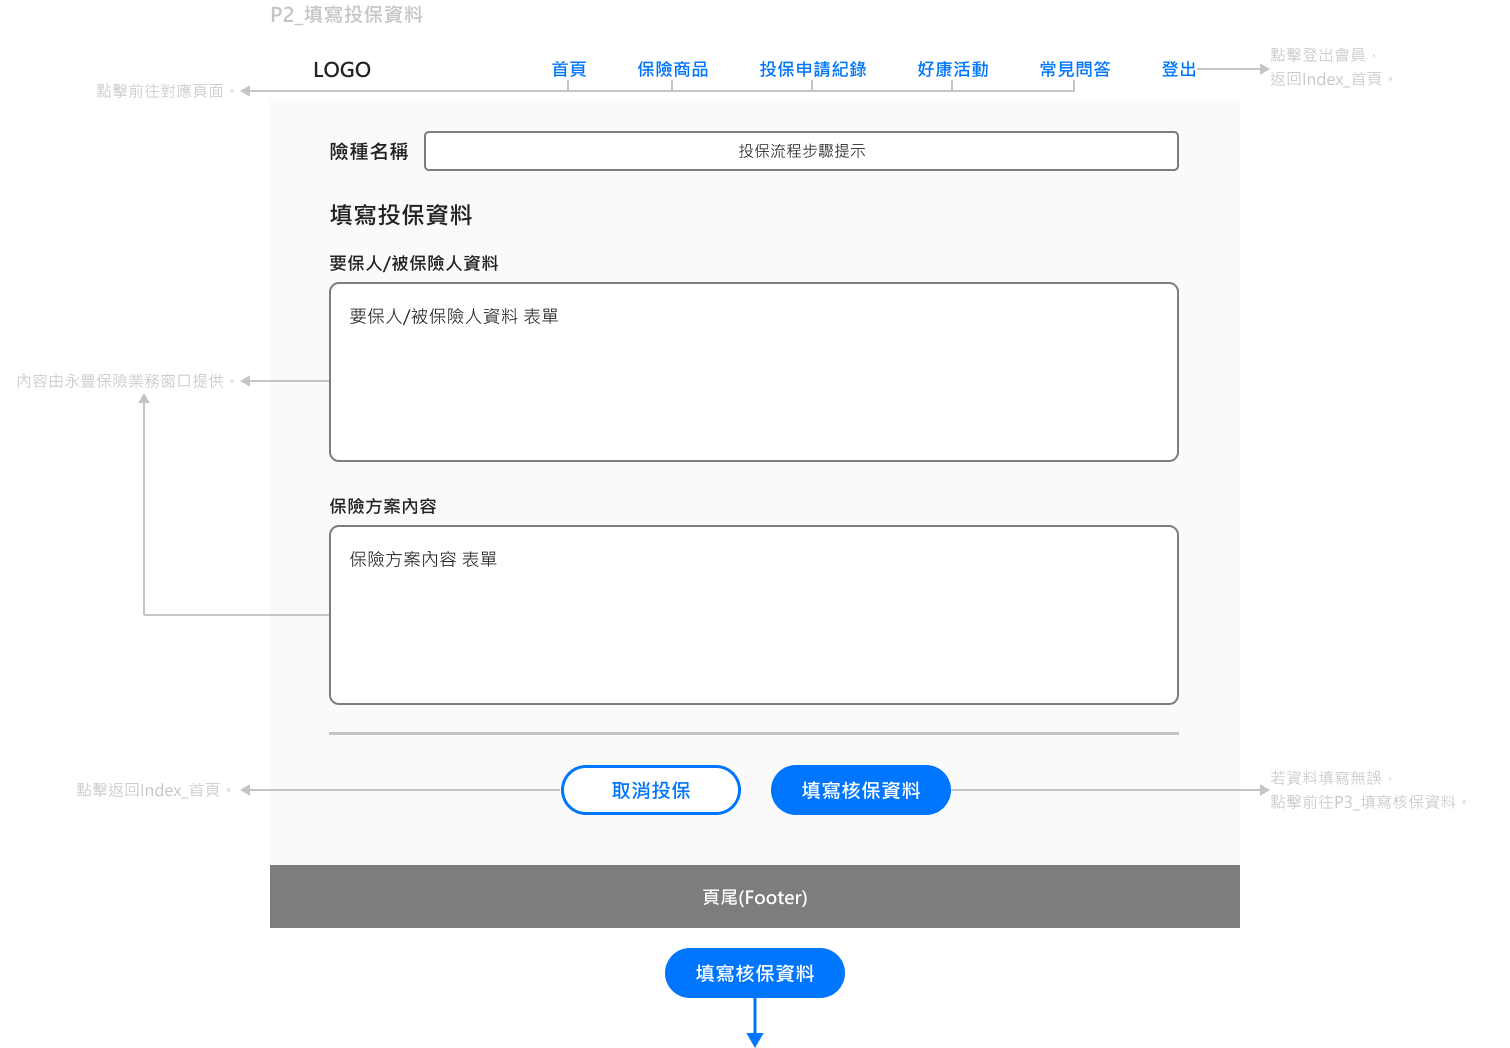 P2_填寫投保資料
LOGO
首頁
保險商品
投保申請紀錄
好康活動
常見問答
登出
點擊登出會員，
返回Index_首頁。
點擊前往對應頁面。
險種名稱
投保流程步驟提示
填寫投保資料
要保人/被保險人資料
要保人/被保險人資料 表單
內容由永豐保險業務窗口提供。
保險方案內容
保險方案內容 表單
點擊返回Index_首頁。
取消投保
填寫核保資料
若資料填寫無誤，
點擊前往P3_填寫核保資料。
頁尾(Footer)
填寫核保資料